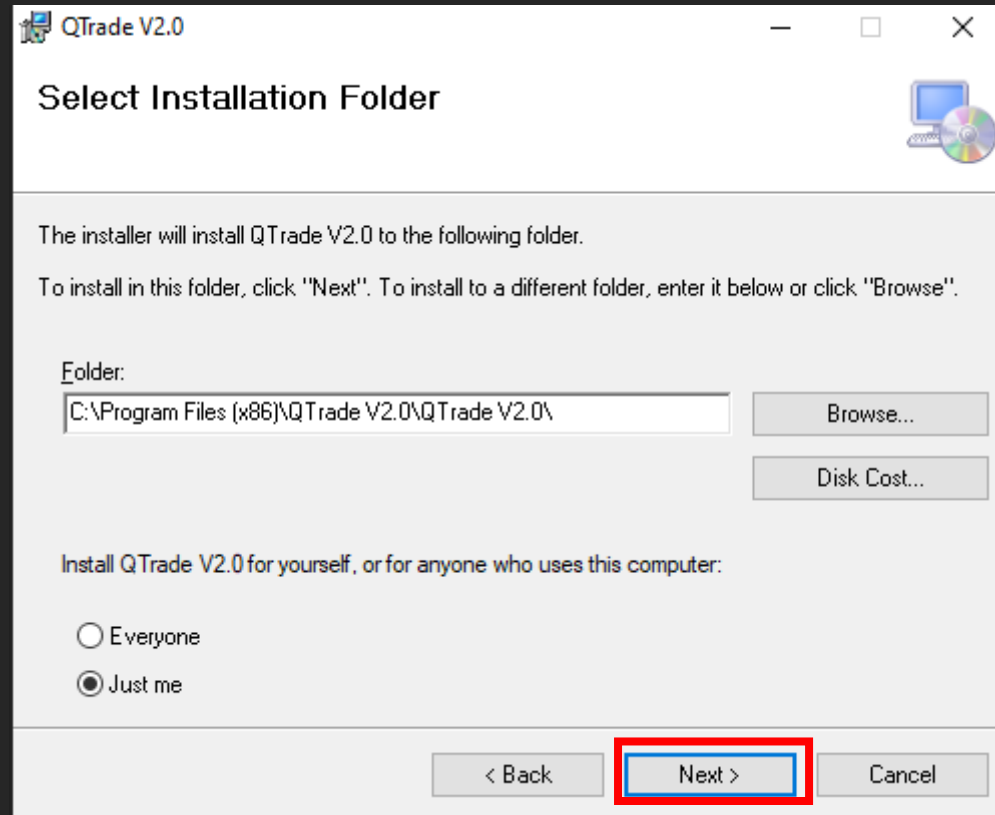 QTrade V2.0
Select Installation Folder
The installer will install QTrade V2.0 to the following folder.
To install in this folder, click "Next". To install to a different folder, enter it below or click "Browse".
Folder:
C:\Program Files (x86)\QTrade V2.0\QTrade V2.0\
Browse...
Disk Cost...
Install QTrade V2.0 for yourself, or for anyone who uses this computer:
Everyone
Just me
< Back
Next >
Cancel